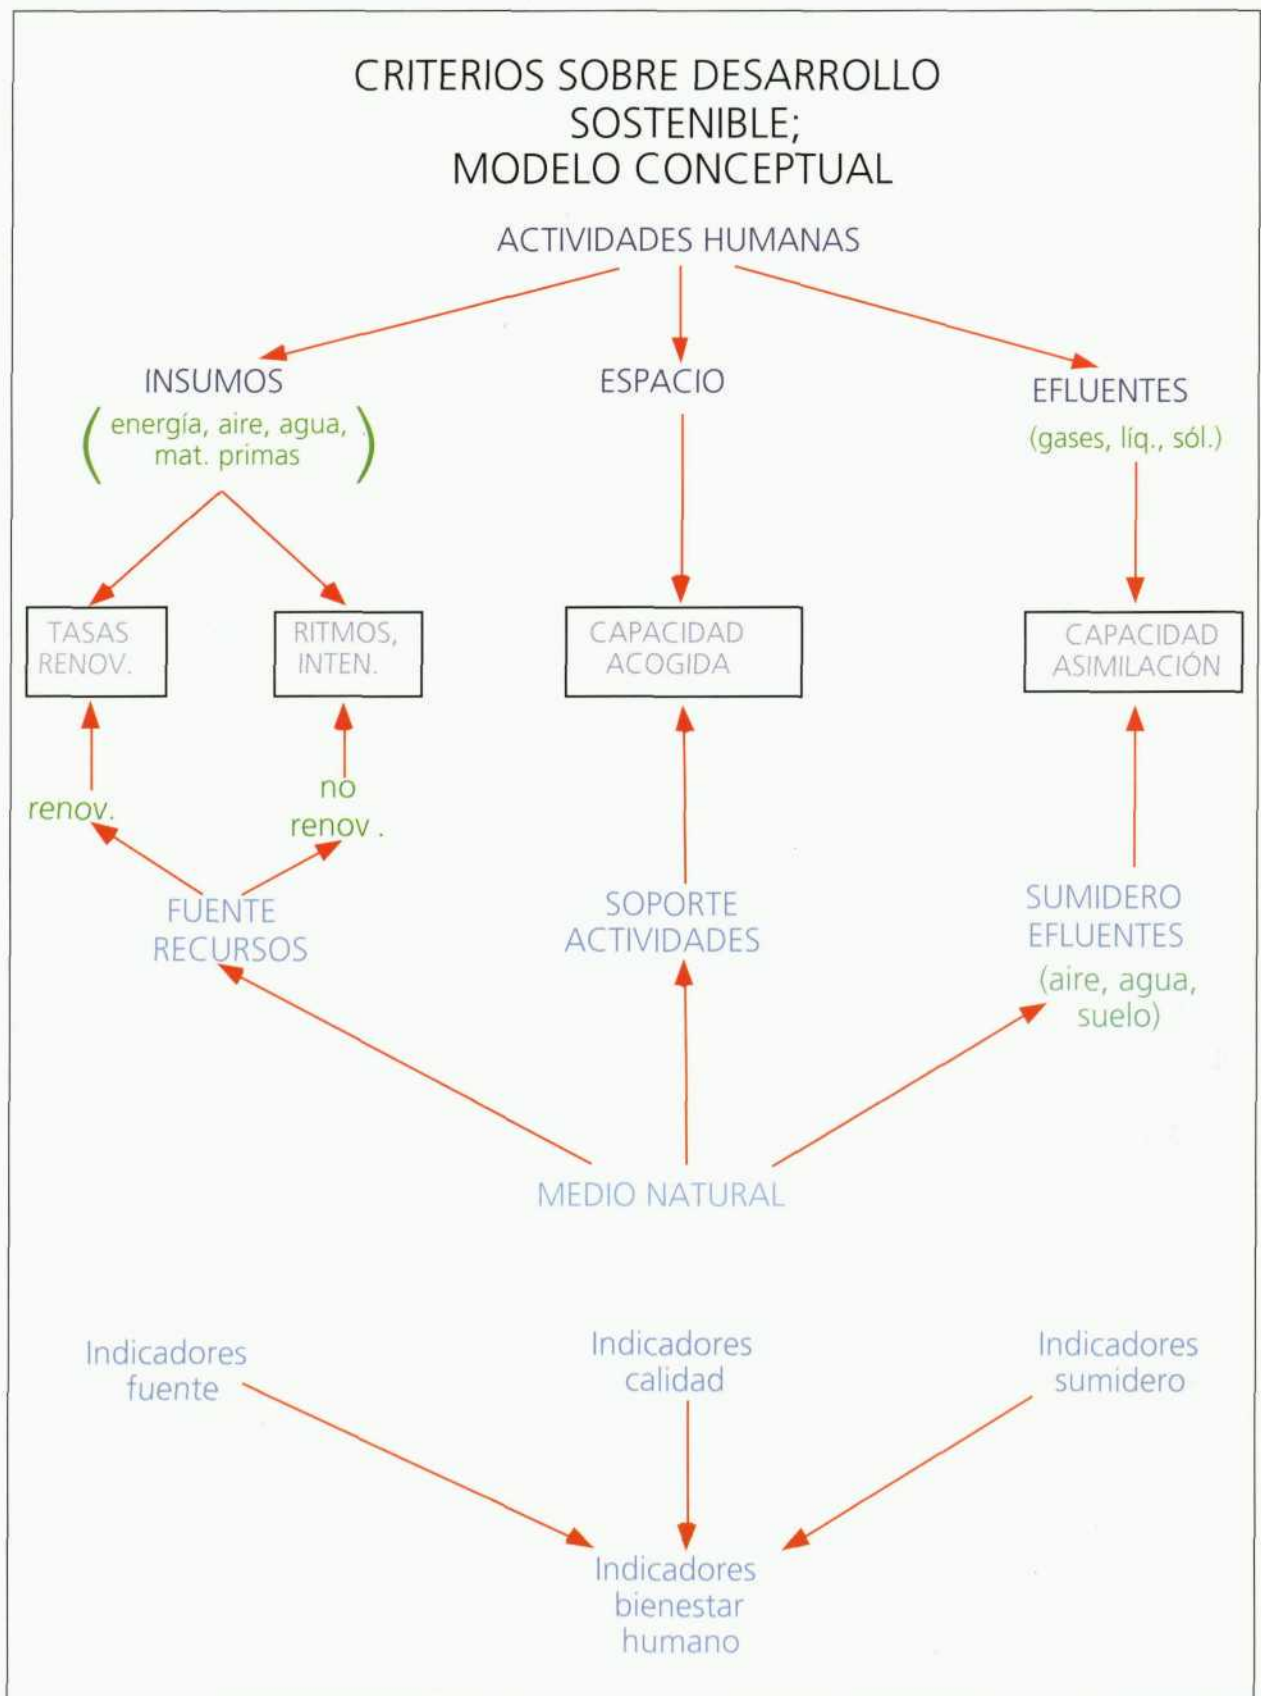 CRITERIOS SOBRE DESARROLLO
SOSTENIBLE;
MODELO CONCEPTUAL
ACTIVIDADES HUMANAS
INSUMOS
(energía, aire, agua,
mat. primas)
ESPACIO
EFLUENTES
(gases, líq., sól.)
TASAS
RENOV.
RITMOS,
INTEN.
CAPACIDAD
ACOGIDA
CAPACIDAD
ASIMILACIÓN
renov.
no
renov .
FUENTE
RECURSOS
SOPORTE
ACTIVIDADES
SUMIDERO
EFLUENTES
(aire, agua,
suelo)
MEDIO NATURAL
Indicadores
fuente
Indicadores
calidad
Indicadores
sumidero
Indicadores
bienestar
humano